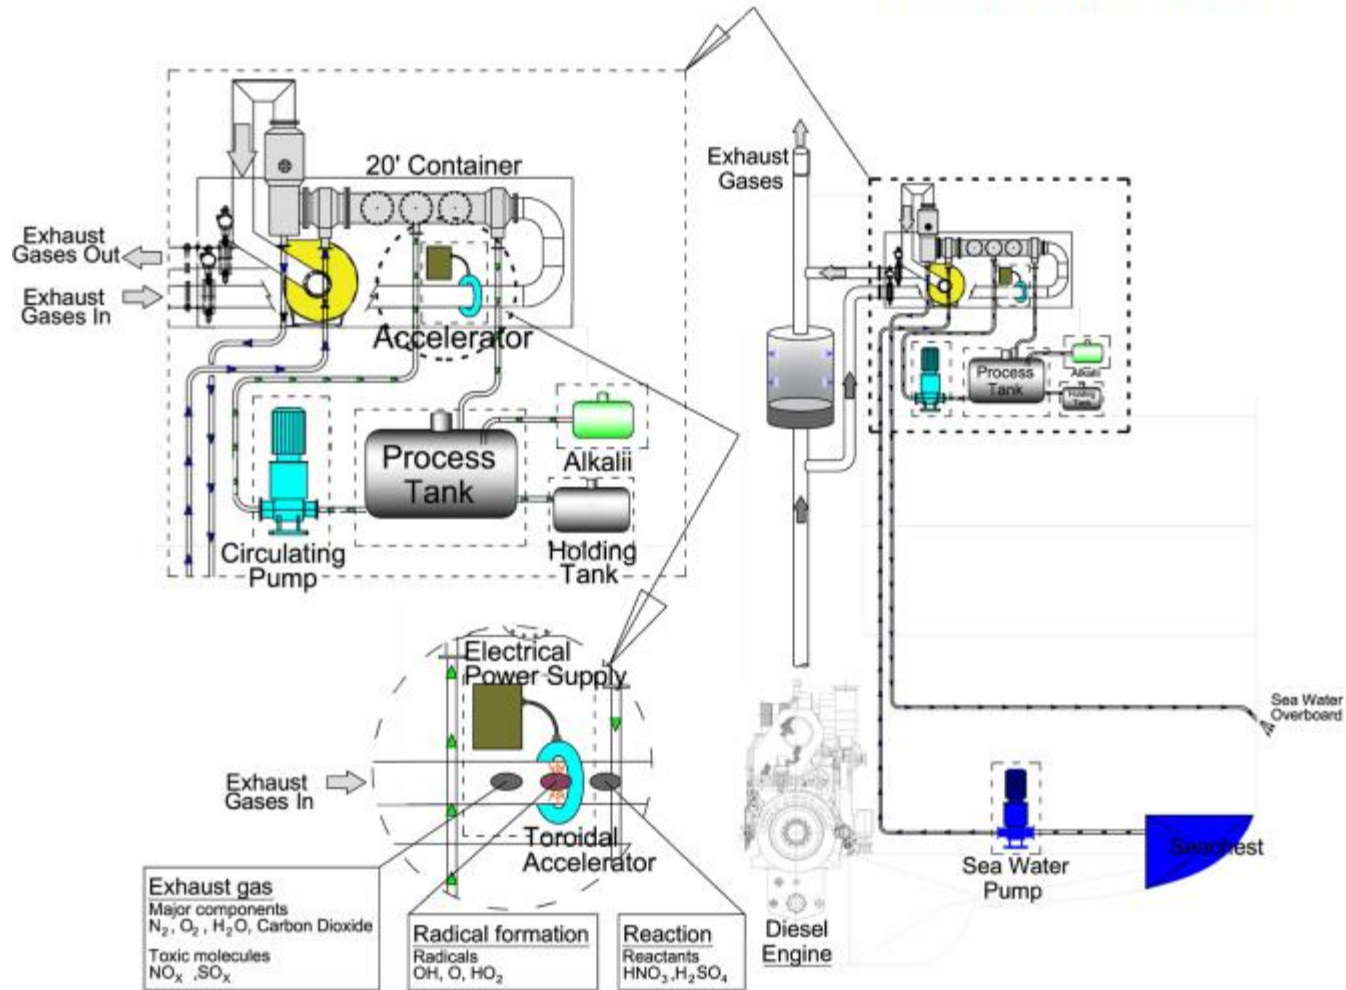 20' Container
Exhaust
Gases Out
Exhaust
Gases In
Accelerator
Process
Tank
Alkalii
Circulating
Pump
Holding
Tank
Exhaust
Gases
Process
Tank
Alkalii
Holding
Tank
Sea Water
Overboard
Seachest
Sea Water
Pump
Diesel
Engine
Electrical
Power Supply
Exhaust
Gases In
Toroidal
Accelerator
Exhaust gas
Major components
N₂, O₂, H₂O, Carbon Dioxide
Toxic molecules
NOₓ ,SOₓ
Radical formation
Radicals
OH, O, HO₂
Reaction
Reactants
HNO₃,H₂SO₄